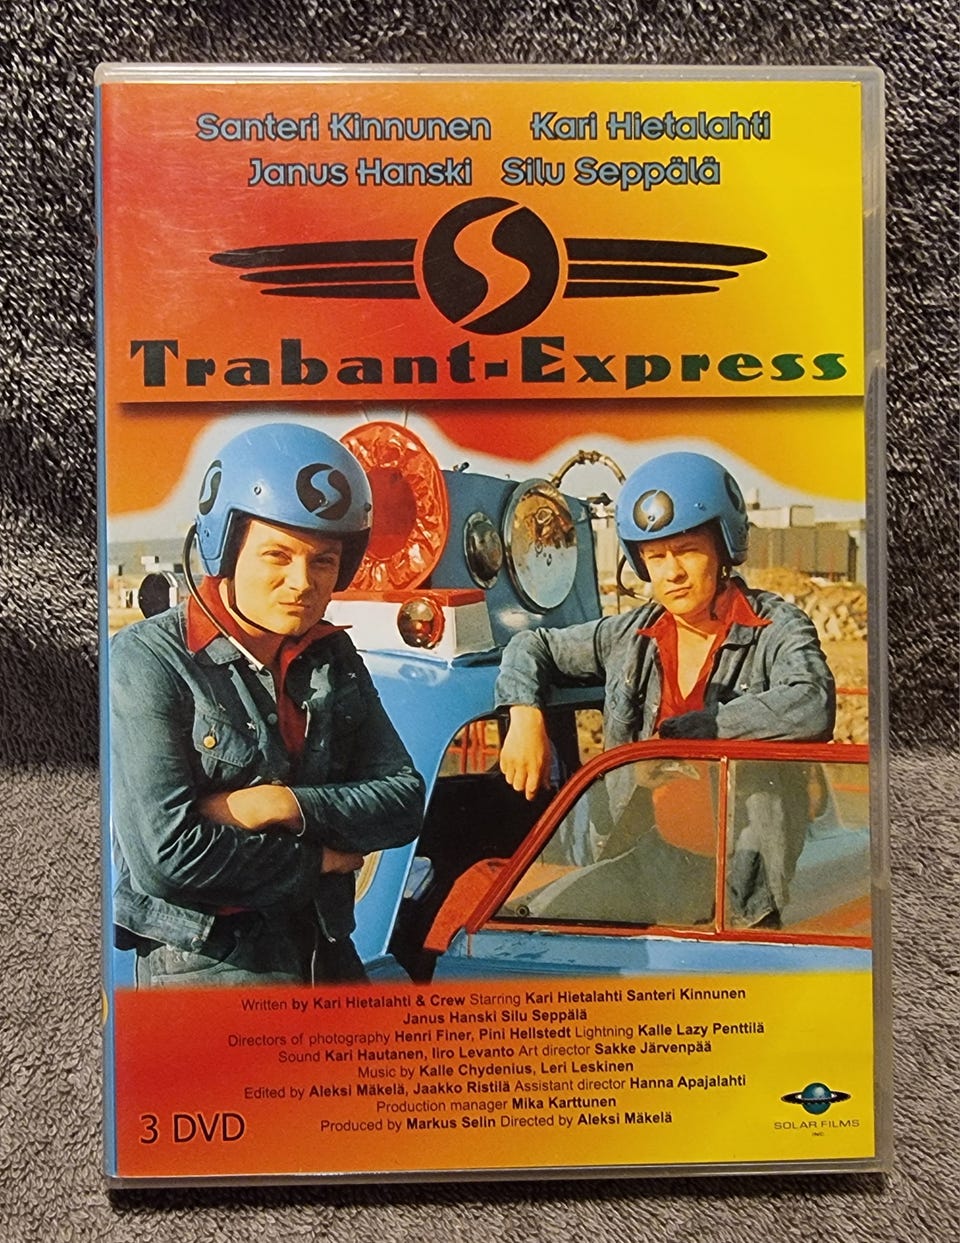 Santeri Kinnunen Kari Hietalahti
Janus Hanski Silu Seppälä
S
Trabant-Express
S
S
Written by Kari Hietalahti & Crew Starring Kari Hietalahti Santeri Kinnunen
Janus Hanski Silu Seppälä
Directors of photography Henri Finer, Pini Hellstedt Lightning Kalle Lazy Penttilä
Sound Kari Hautanen, Iiro Levanto Art director Sakke Järvenpää
Music by Kalle Chydenius, Leri Leskinen
Edited by Aleksi Mäkelä, Jaakko Ristilä Assistant director Hanna Apajalahti
Production manager Mika Karttunen
Produced by Markus Selin Directed by Aleksi Mäkelä
3 DVD
SOLAR FILMS
INC